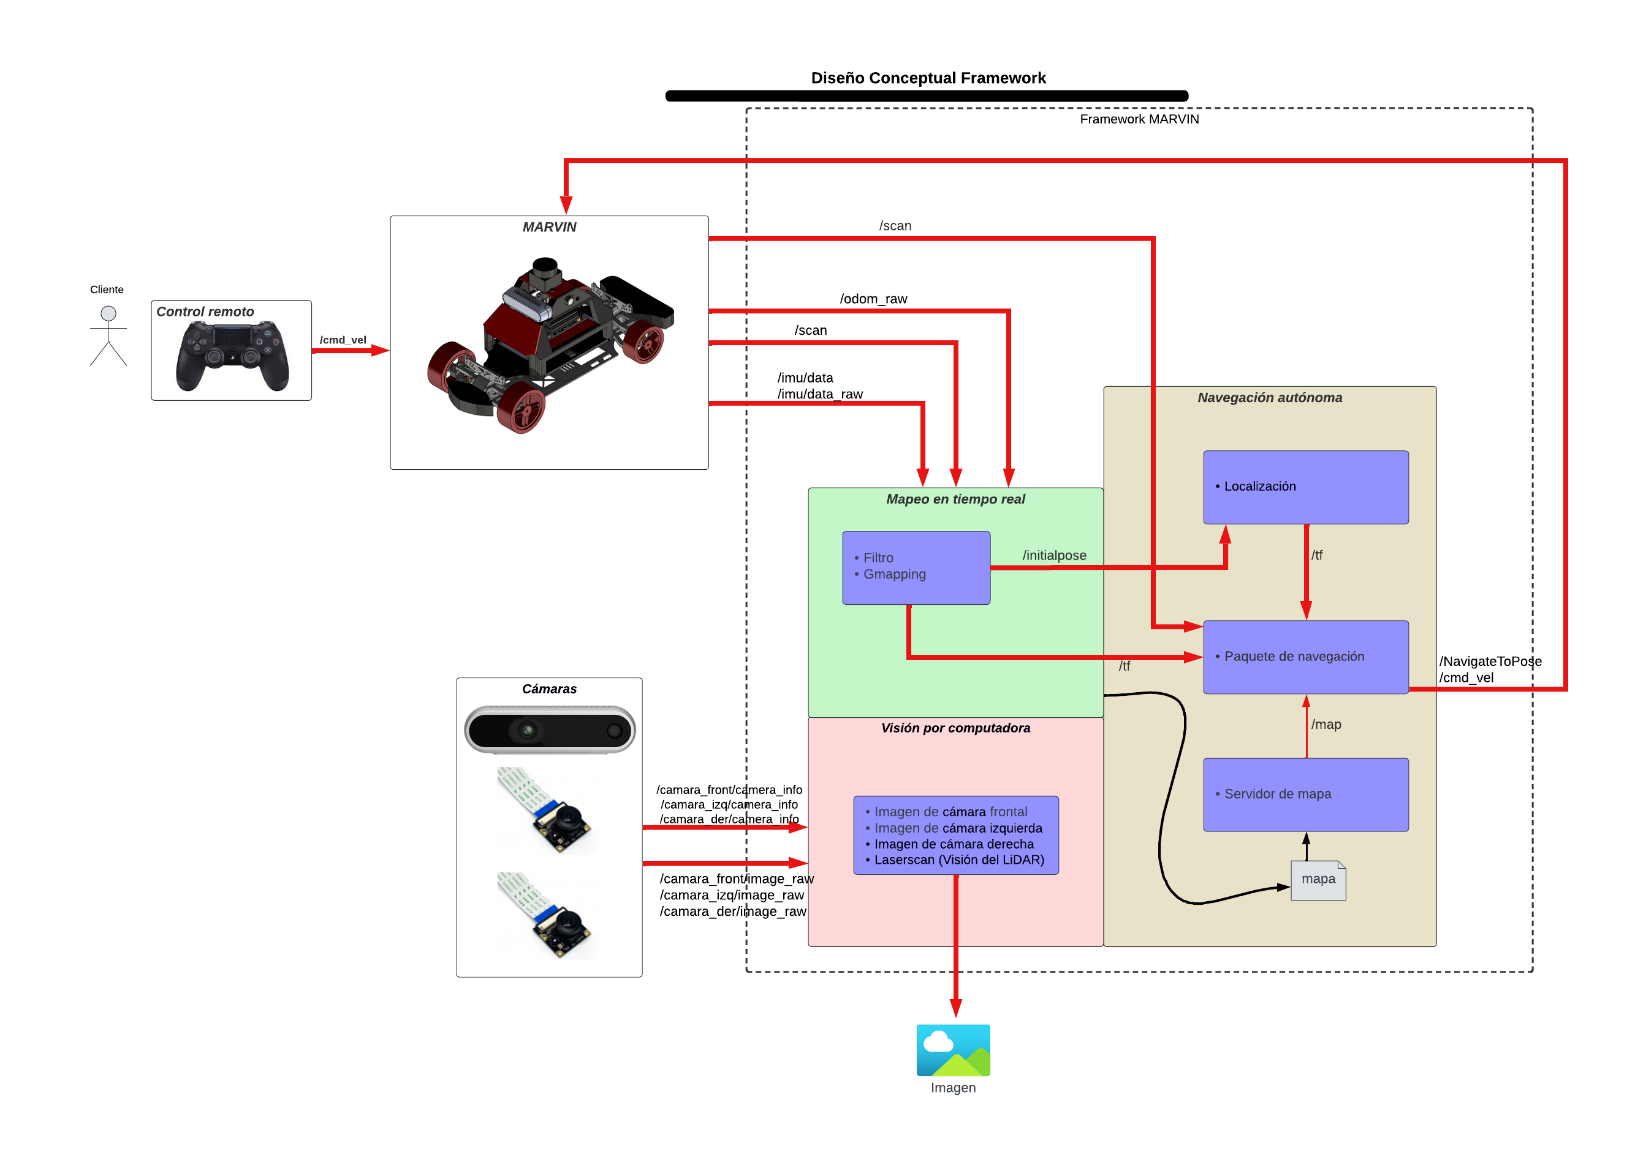 Diseño Conceptual Framework
Framework MARVIN
MARVIN
/scan
Cliente
Control remoto
/cmd_vel
/odom_raw
/scan
/imu/data
/imu/data_raw
Navegación autónoma
• Localización
Mapeo en tiempo real
• Filtro
• Gmapping
/initialpose
/tf
• Paquete de navegación
/tf
/NavigateToPose
/cmd_vel
Cámaras
Visión por computadora
/map
/camara_front/camera_info
/camara_izq/camera_info
/camara_der/camera_info
• Servidor de mapa
• Imagen de cámara frontal
• Imagen de cámara izquierda
• Imagen de cámara derecha
• Laserscan (Visión del LiDAR)
mapa
/camara_front/image_raw
/camara_izq/image_raw
/camara_der/image_raw
Imagen